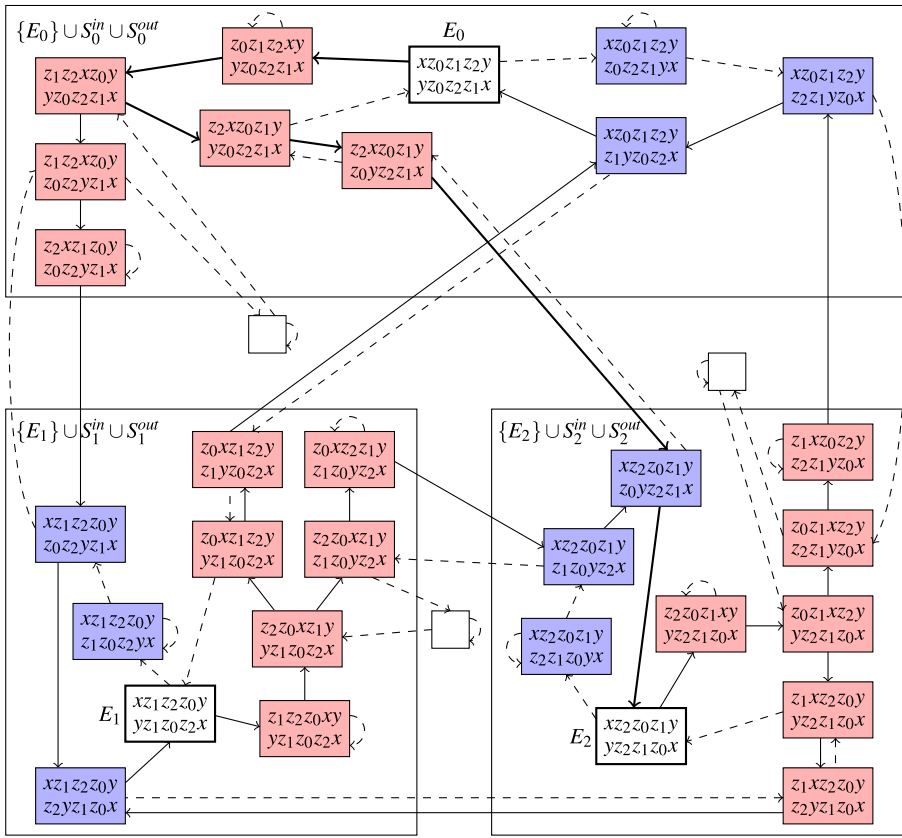 {E₀} ∪ S₀ⁱⁿ ∪ S₀ᵒᵘᵗ
z₀z₁z₂xy
yz₀z₂z₁x
E₀
xz₀z₁z₂y
yz₀z₂z₁x
xz₀z₁z₂y
z₀z₂z₁yx
z₁z₂xz₀y
yz₀z₂z₁x
xz₀z₁z₂y
z₂z₁yz₀x
z₂xz₀z₁y
yz₀z₂z₁x
z₂xz₀z₁y
z₀yz₂z₁x
xz₀z₁z₂y
z₁yz₀z₂x
z₁z₂xz₀y
z₀z₂yz₁x
z₂xz₁z₀y
z₀z₂yz₁x
{E₁} ∪ S₁ⁱⁿ ∪ S₁ᵒᵘᵗ
z₀xz₁z₂y
z₁yz₀z₂x
z₀xz₂z₁y
z₁z₀yz₂x
xz₁z₂z₀y
z₀z₂yz₁x
z₀xz₁z₂y
yz₁z₀z₂x
z₂z₀xz₁y
z₁z₀yz₂x
xz₁z₂z₀y
z₁z₀z₂yx
z₂z₀xz₁y
yz₁z₀z₂x
E₁
xz₁z₂z₀y
yz₁z₀z₂x
z₁z₂z₀xy
yz₁z₀z₂x
xz₁z₂z₀y
z₂yz₁z₀x
{E₂} ∪ S₂ⁱⁿ ∪ S₂ᵒᵘᵗ
z₁xz₀z₂y
z₂z₁yz₀x
xz₂z₀z₁y
z₀yz₂z₁x
z₀z₁xz₂y
z₂z₁yz₀x
xz₂z₀z₁y
z₁z₀yz₂x
xz₂z₀z₁y
z₂z₁z₀yx
z₂z₀z₁xy
yz₂z₁z₀x
z₀z₁xz₂y
yz₂z₁z₀x
E₂
xz₂z₀z₁y
yz₂z₁z₀x
z₁xz₂z₀y
yz₂z₁z₀x
z₁xz₂z₀y
z₂yz₁z₀x